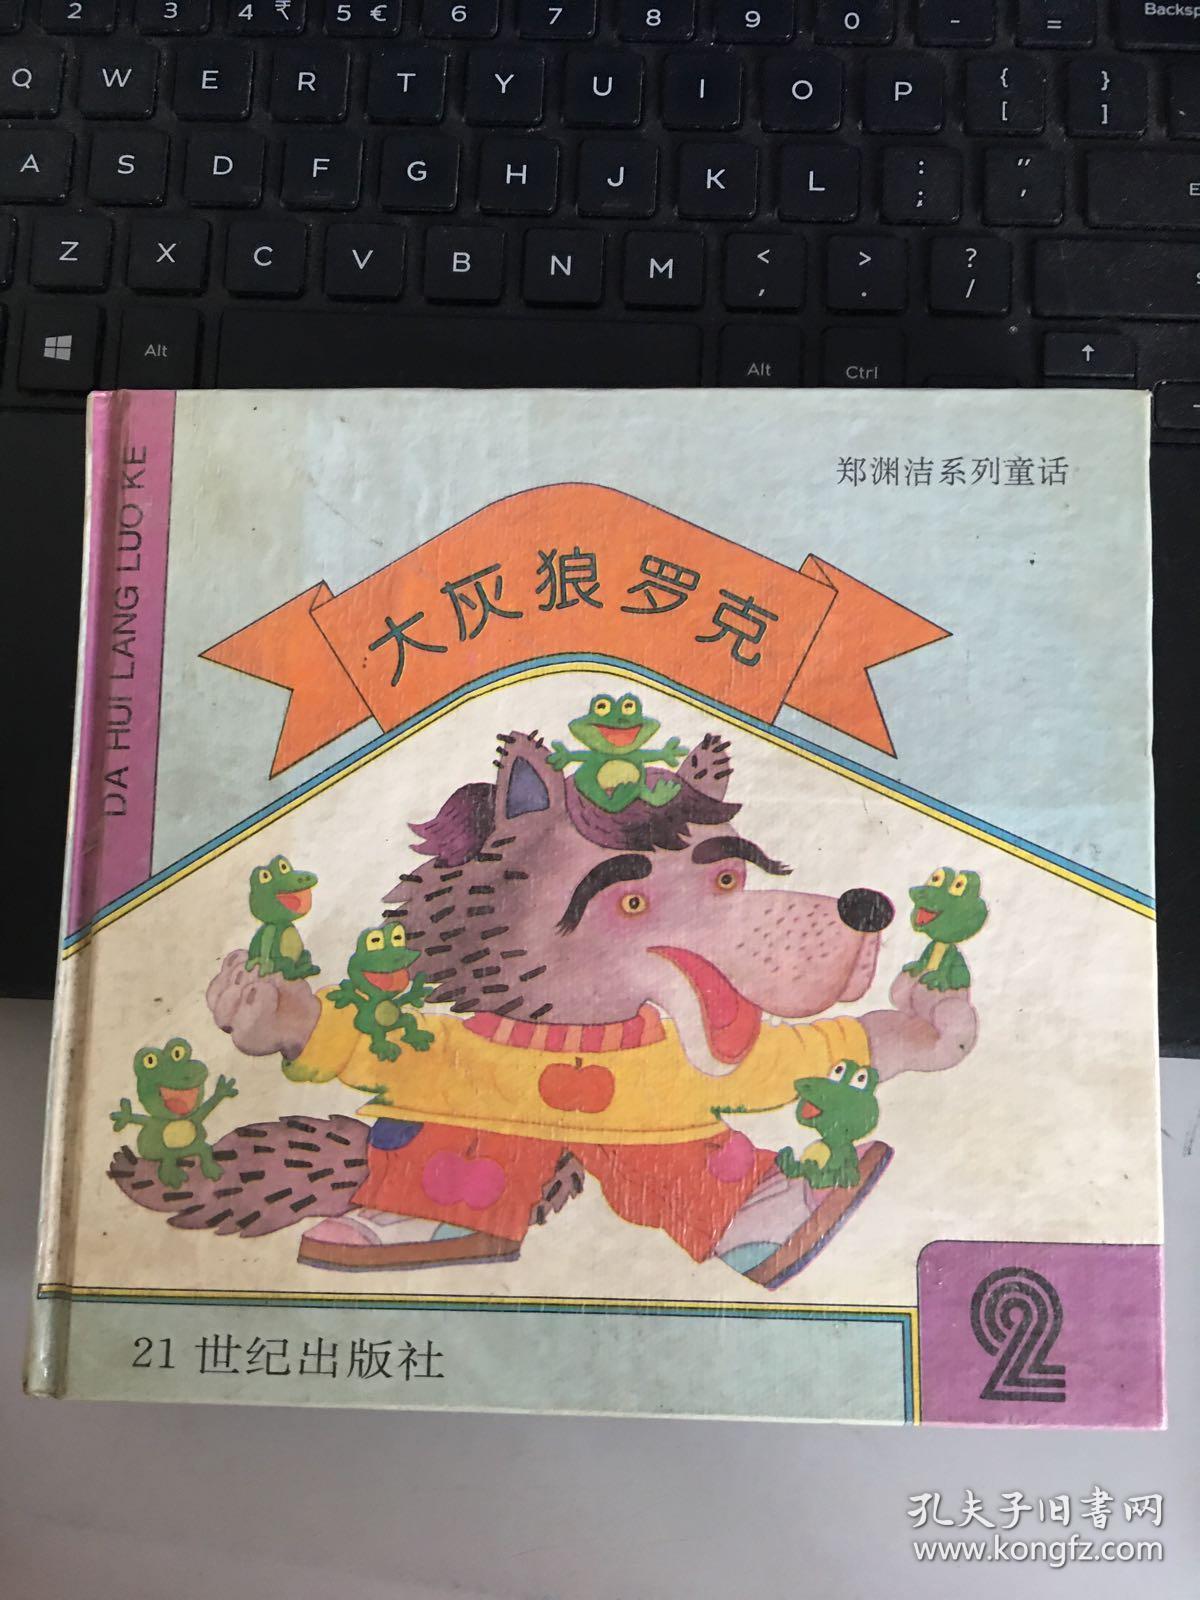 2 3 4 ₹ 5 € 6 7 8 9 0 - = Backsp
Q W E R T Y U I O P { [ } ]
A S D F G H J K L : ; " ' E
Z X C V B N M < , > . ? /
Alt Alt Ctrl ↑
郑渊洁系列童话
大灰狼罗克
DA HUI LANG LUO KE
2
21世纪出版社
孔夫子旧书网
www.kongfz.com